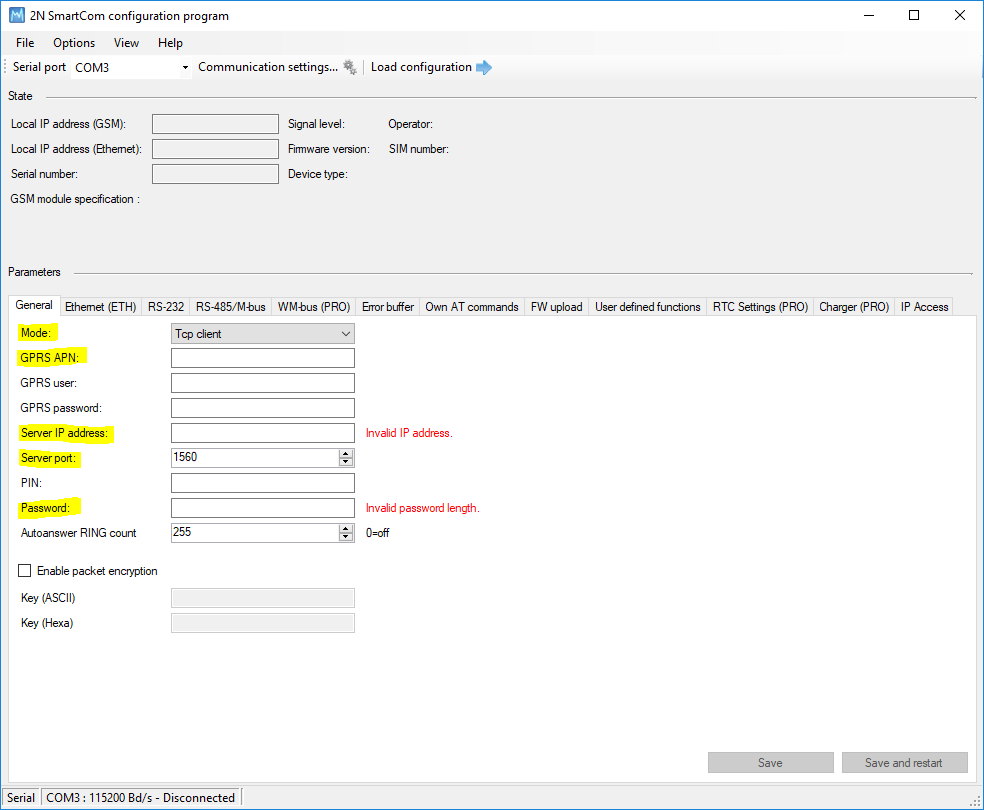 2N SmartCom configuration program
File Options View Help
Serial port COM3 Communication settings... Load configuration
State
Local IP address (GSM): Signal level: Operator:
Local IP address (Ethernet): Firmware version: SIM number:
Serial number: Device type:
GSM module specification :
Parameters
General Ethernet (ETH) RS-232 RS-485/M-bus WM-bus (PRO) Error buffer Own AT commands FW upload User defined functions RTC Settings (PRO) Charger (PRO) IP Access
Mode: Tcp client
GPRS APN:
GPRS user:
GPRS password:
Server IP address: Invalid IP address.
Server port: 1560
PIN:
Password: Invalid password length.
Autoanswer RING count 255 0=off
Enable packet encryption
Key (ASCII)
Key (Hexa)
Save Save and restart
Serial COM3 : 115200 Bd/s - Disconnected